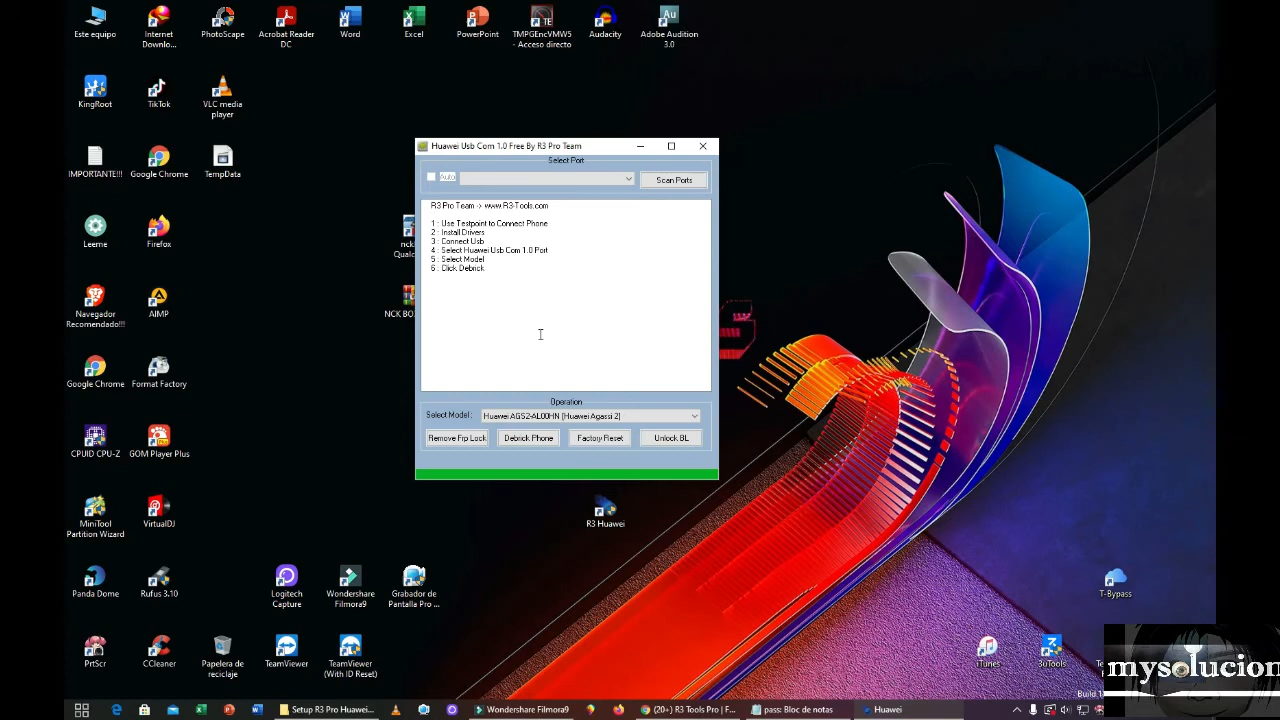 Este equipo
Internet
Downlo...
PhotoScape
Acrobat Reader
DC
Word
Excel
PowerPoint
TMPGEncVMW5
- Acceso directo
Audacity
Adobe Audition
3.0
KingRoot
TikTok
VLC media
player
IMPORTANTE!!!
Google Chrome
TempData
Leeme
Firefox
Navegador
Recomendado!!!
AIMP
Google Chrome
Format Factory
CPUID CPU-Z
GOM Player Plus
MiniTool
Partition Wizard
VirtualDJ
Panda Dome
Rufus 3.10
Logitech
Capture
Wondershare
Filmora9
Grabador de
Pantalla Pro ...
PrtScr
CCleaner
Papelera de
reciclaje
TeamViewer
TeamViewer
(With ID Reset)
Huawei Usb Com 1.0 Free By R3 Pro Team
Select Port
Auto
Scan Ports
R3 Pro Team -> www.R3-Tools.com
1 : Use Testpoint to Connect Phone
2 : Install Drivers
3 : Connect Usb
4 : Select Huawei Usb Com 1.0 Port
5 : Select Model
6 : Click Debrick
Operation
Select Model :
Huawei AGS2-AL00HN [Huawei Agassi 2]
Remove Frp Lock
Debrick Phone
Factory Reset
Unlock BL
R3 Huawei
T-Bypass
iTunes
3uTools
mysolucion
Setup R3 Pro Huawei...
Wondershare Filmora9
(20+) R3 Tools Pro | F...
pass: Bloc de notas
Huawei